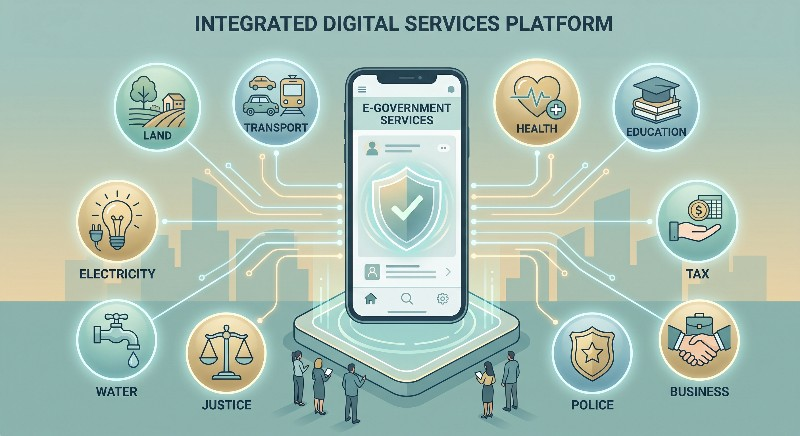 INTEGRATED DIGITAL SERVICES PLATFORM
LAND
TRANSPORT
E-GOVERNMENT
SERVICES
HEALTH
EDUCATION
ELECTRICITY
TAX
WATER
JUSTICE
POLICE
BUSINESS